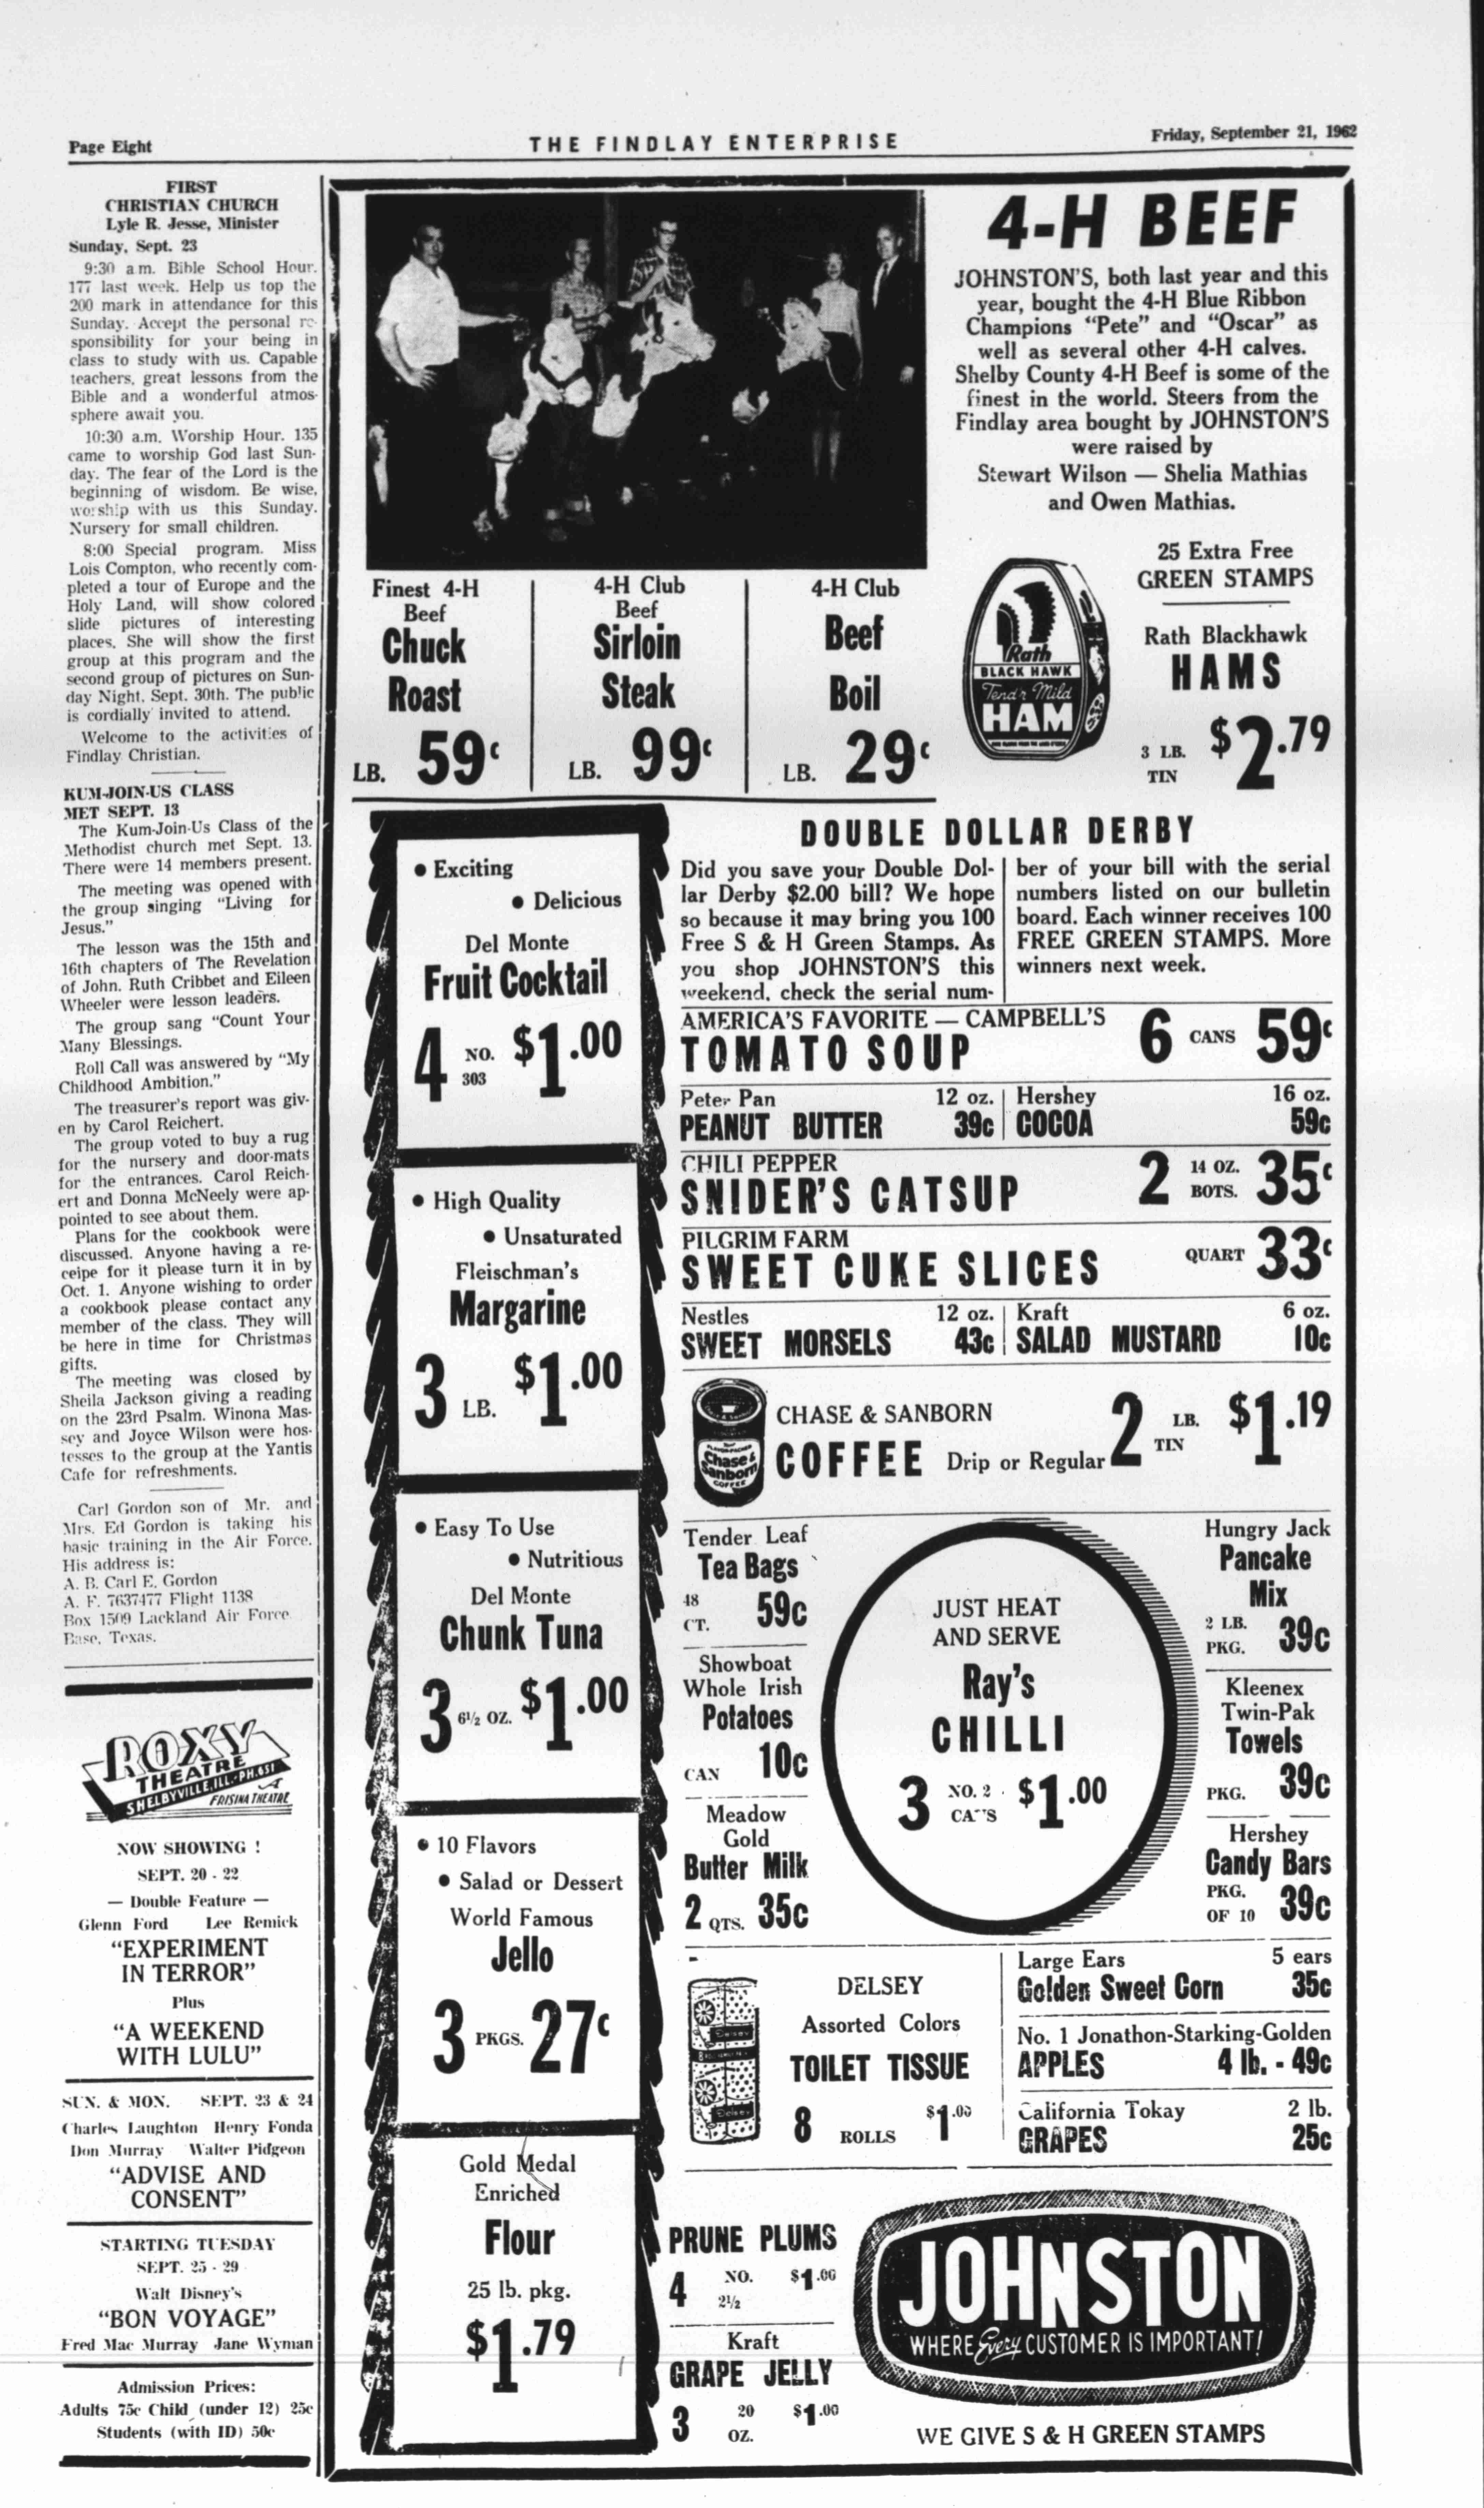 Page Eight
THE FINDLAY ENTERPRISE
Friday, September 21, 1962
FIRST
CHRISTIAN CHURCH
Lyle R. Jesse, Minister
Sunday, Sept. 23
9:30 a.m. Bible School Hour.
177 last week. Help us top the
200 mark in attendance for this
Sunday. Accept the personal re-
sponsibility for your being in
class to study with us. Capable
teachers, great lessons from the
Bible and a wonderful atmos-
sphere await you.
10:30 a.m. Worship Hour. 135
came to worship God last Sun-
day. The fear of the Lord is the
beginning of wisdom. Be wise,
worship with us this Sunday.
Nursery for small children.
8:00 Special program. Miss
Lois Compton, who recently com-
pleted a tour of Europe and the
Holy Land, will show colored
slide pictures of interesting
places. She will show the first
group at this program and the
second group of pictures on Sun-
day Night, Sept. 30th. The public
is cordially invited to attend.
Welcome to the activities of
Findlay Christian.
KUM-JOIN-US CLASS
MET SEPT. 13
The Kum-Join-Us Class of the
Methodist church met Sept. 13.
There were 14 members present.
The meeting was opened with
the group singing "Living for
Jesus."
The lesson was the 15th and
16th chapters of The Revelation
of John. Ruth Cribbet and Eileen
Wheeler were lesson leaders.
The group sang "Count Your
Many Blessings.
Roll Call was answered by "My
Childhood Ambition."
The treasurer's report was giv-
en by Carol Reichert.
The group voted to buy a rug
for the nursery and door-mats
for the entrances. Carol Reich-
ert and Donna McNeely were ap-
pointed to see about them.
Plans for the cookbook were
discussed. Anyone having a re-
ceipe for it please turn it in by
Oct. 1. Anyone wishing to order
a cookbook please contact any
member of the class. They will
be here in time for Christmas
gifts.
The meeting was closed by
Sheila Jackson giving a reading
on the 23rd Psalm. Winona Mas-
sey and Joyce Wilson were hos-
tesses to the group at the Yantis
Cafe for refreshments.
Carl Gordon son of Mr. and
Mrs. Ed Gordon is taking his
basic training in the Air Force.
His address is:
A. B. Carl E. Gordon
A. F. 7637477 Flight 1138
Box 1509 Lackland Air Force
Base, Texas.
ROXY
THEATRE
SHELBYVILLE, ILL.-PH.651
A
FRISINA THEATRE
NOW SHOWING !
SEPT. 20 - 22
— Double Feature —
Glenn Ford Lee Remick
"EXPERIMENT
IN TERROR"
Plus
"A WEEKEND
WITH LULU"
SUN. & MON. SEPT. 23 & 24
Charles Laughton Henry Fonda
Don Murray Walter Pidgeon
"ADVISE AND
CONSENT"
STARTING TUESDAY
SEPT. 25 - 29
Walt Disney's
"BON VOYAGE"
Fred Mac Murray Jane Wyman
Admission Prices:
Adults 75c Child (under 12) 25c
Students (with ID) 50c
4-H BEEF
JOHNSTON'S, both last year and this
year, bought the 4-H Blue Ribbon
Champions "Pete" and "Oscar" as
well as several other 4-H calves.
Shelby County 4-H Beef is some of the
finest in the world. Steers from the
Findlay area bought by JOHNSTON'S
were raised by
Stewart Wilson — Shelia Mathias
and Owen Mathias.
Finest 4-H
Beef
Chuck
Roast
LB. 59c
4-H Club
Beef
Sirloin
Steak
LB. 99c
4-H Club
Beef
Boil
LB. 29c
Rath
BLACK HAWK
Tend'r Mild
HAM
25 Extra Free
GREEN STAMPS
Rath Blackhawk
HAMS
3 LB.
TIN
$2.79
• Exciting
• Delicious
Del Monte
Fruit Cocktail
4 NO. 303 $1.00
• High Quality
• Unsaturated
Fleischman's
Margarine
3 LB. $1.00
• Easy To Use
• Nutritious
Del Monte
Chunk Tuna
3 6½ OZ. $1.00
• 10 Flavors
• Salad or Dessert
World Famous
Jello
3 PKGS. 27c
Gold Medal
Enriched
Flour
25 lb. pkg.
$1.79
DOUBLE DOLLAR DERBY
Did you save your Double Dol-
lar Derby $2.00 bill? We hope
so because it may bring you 100
Free S & H Green Stamps. As
you shop JOHNSTON'S this
weekend, check the serial num-
ber of your bill with the serial
numbers listed on our bulletin
board. Each winner receives 100
FREE GREEN STAMPS. More
winners next week.
AMERICA'S FAVORITE — CAMPBELL'S
TOMATO SOUP 6 CANS 59c
Peter Pan 12 oz.
PEANUT BUTTER 39c
Hershey 16 oz.
COCOA 59c
CHILI PEPPER
SNIDER'S CATSUP 2 14 OZ. BOTS. 35c
PILGRIM FARM
SWEET CUKE SLICES QUART 33c
Nestles 12 oz.
SWEET MORSELS 43c
Kraft 6 oz.
SALAD MUSTARD 10c
Chase & Sanborn
COFFEE
CHASE & SANBORN
COFFEE Drip or Regular 2 LB. TIN $1.19
Tender Leaf
Tea Bags
48 CT. 59c
Showboat
Whole Irish
Potatoes
CAN 10c
Meadow
Gold
Butter Milk
2 QTS. 35c
JUST HEAT
AND SERVE
Ray's
CHILLI
3 NO. 2 $1.00
Hungry Jack
Pancake
Mix
2 LB.
PKG. 39c
Kleenex
Twin-Pak
Towels
PKG. 39c
Hershey
Candy Bars
PKG.
OF 10 39c
DELSEY
Assorted Colors
TOILET TISSUE
8 ROLLS $1.00
Large Ears 5 ears
Golden Sweet Corn 35c
No. 1 Jonathon-Starking-Golden
APPLES 4 lb. - 49c
California Tokay 2 lb.
GRAPES 25c
PRUNE PLUMS
4 NO. 2½ $1.00
Kraft
GRAPE JELLY
3 20 OZ. $1.00
JOHNSTON
WHERE Every CUSTOMER IS IMPORTANT!
WE GIVE S & H GREEN STAMPS